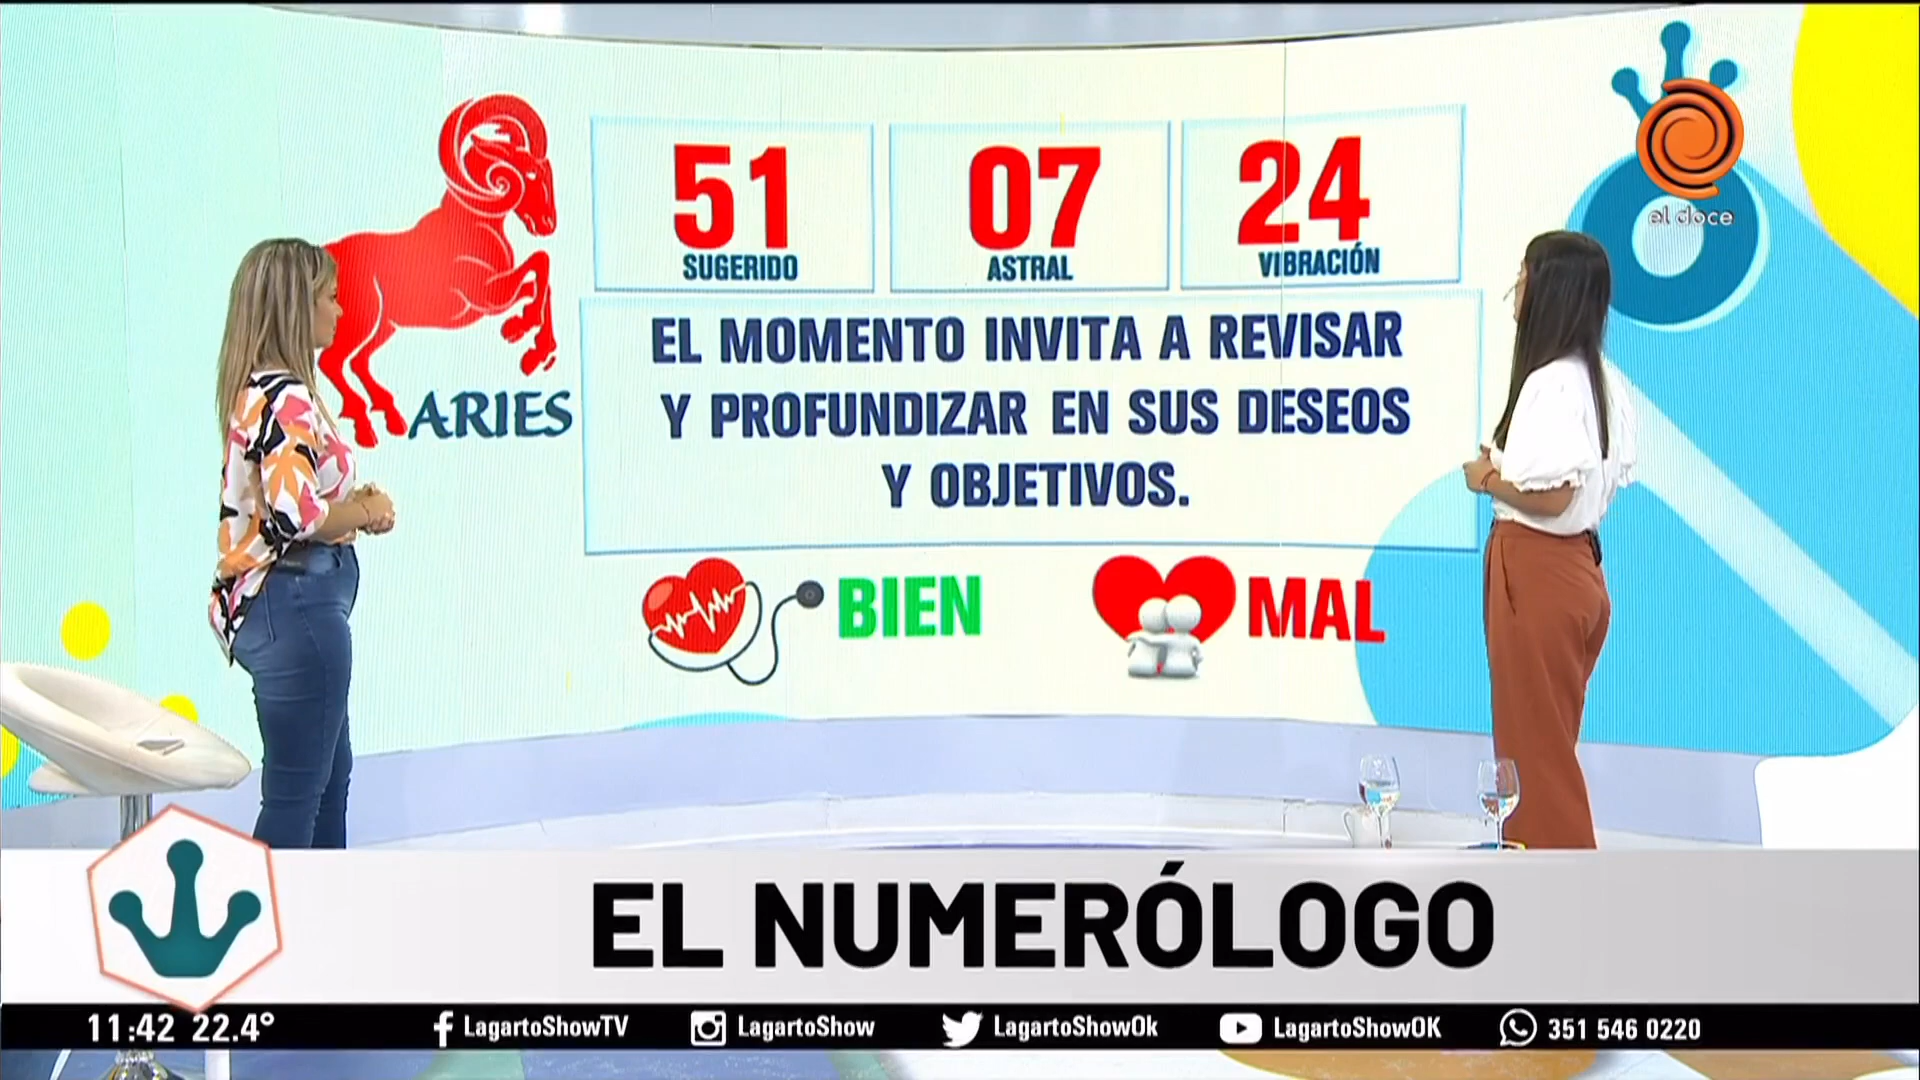 51
SUGERIDO
07
ASTRAL
24
VIBRACIÓN
el doce
ARIES
EL MOMENTO INVITA A REVISAR
Y PROFUNDIZAR EN SUS DESEOS
Y OBJETIVOS.
BIEN
MAL
EL NUMERÓLOGO
11:42 22.4° LagartoShowTV LagartoShow LagartoShowOk LagartoShowOK 351 546 0220